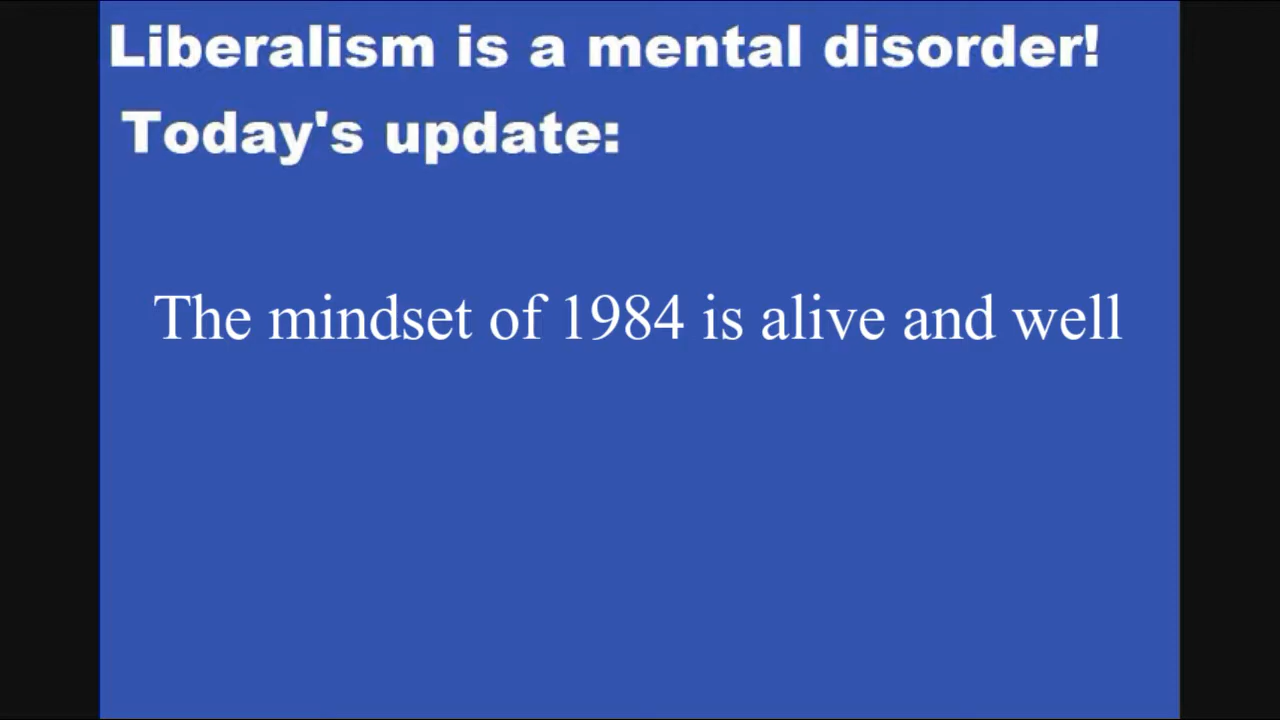 Liberalism is a mental disorder!
Today's update:
The mindset of 1984 is alive and well